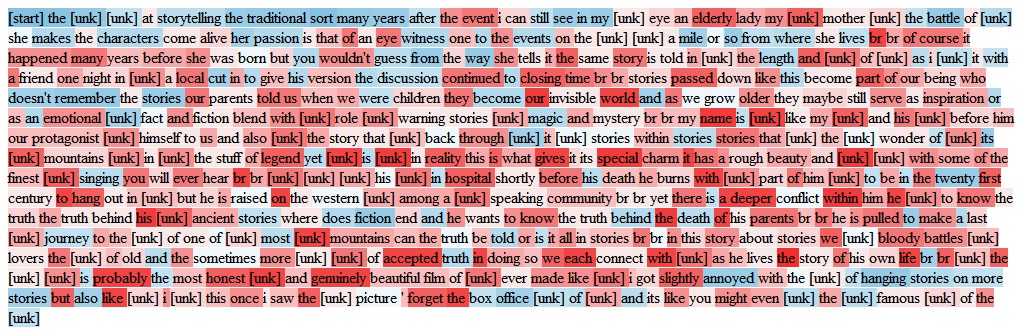 [start] the [unk] [unk] at storytelling the traditional sort many years after the event i can still see in my [unk] eye an elderly lady my [unk] mother [unk] the battle of [unk]
she makes the characters come alive her passion is that of an eye witness one to the events on the [unk] [unk] a mile or so from where she lives br br of course it
happened many years before she was born but you wouldn't guess from the way she tells it the same story is told in [unk] the length and [unk] of [unk] as i [unk] it with
a friend one night in [unk] a local cut in to give his version the discussion continued to closing time br br stories passed down like this become part of our being who
doesn't remember the stories our parents told us when we were children they become our invisible world and as we grow older they maybe still serve as inspiration or
as an emotional [unk] fact and fiction blend with [unk] role [unk] warning stories [unk] magic and mystery br br my name is [unk] like my [unk] and his [unk] before him
our protagonist [unk] himself to us and also [unk] the story that [unk] back through [unk] it [unk] stories within stories stories that [unk] the [unk] wonder of [unk] its
[unk] mountains [unk] in [unk] the stuff of legend yet [unk] is [unk] in reality this is what gives it its special charm it has a rough beauty and [unk] [unk] with some of the
finest [unk] singing you will ever hear br br [unk] [unk] [unk] his [unk] in hospital shortly before his death he burns with [unk] part of him [unk] to be in the twenty first
century to hang out in [unk] but he is raised on the western [unk] among a [unk] speaking community br br yet there is a deeper conflict within him he [unk] to know the
truth the truth behind his [unk] ancient stories where does fiction end and he wants to know the truth behind the death of his parents br br he is pulled to make a last
[unk] journey to the [unk] of one of [unk] most [unk] mountains can the truth be told or is it all in stories br br in this story about stories we [unk] bloody battles [unk]
lovers the [unk] of old and the sometimes more [unk] [unk] of accepted truth in doing so we each connect with [unk] as he lives the story of his own life br br [unk] the
[unk] [unk] is probably the most honest [unk] and genuinely beautiful film of [unk] ever made like [unk] i got slightly annoyed with the [unk] of hanging stories on more
stories but also like [unk] i [unk] this once i saw the [unk] picture ' forget the box office [unk] of [unk] and its like you might even [unk] the [unk] famous [unk] of the
[unk]